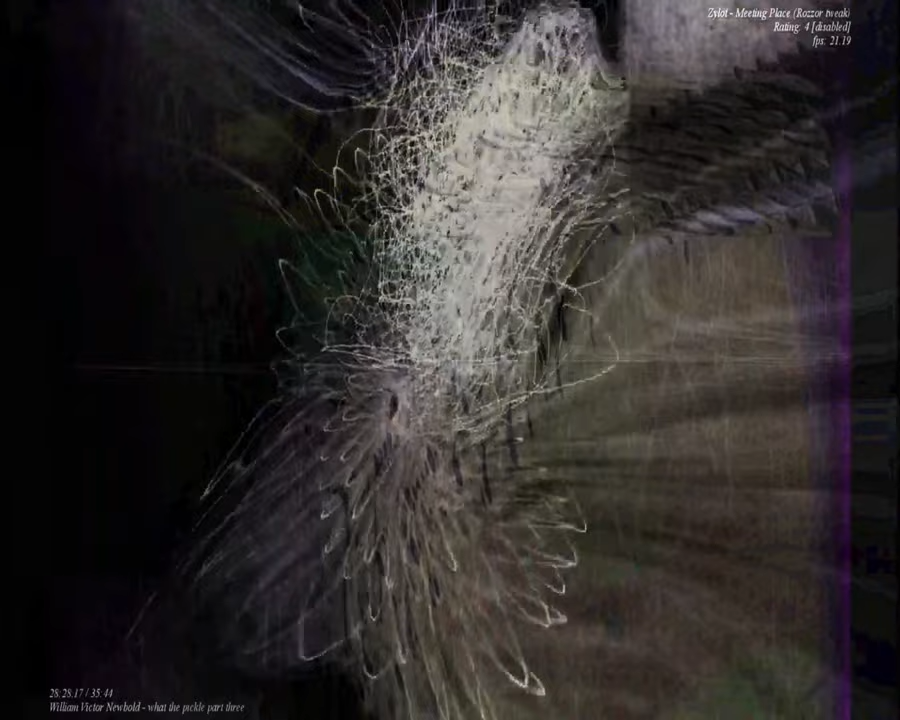 Zylot - Meeting Place (Rozzor tweak)
Rating: 4 [disabled]
fps: 21.19
28:28.17 / 35:44
William Victor Newbold - what the pickle part three